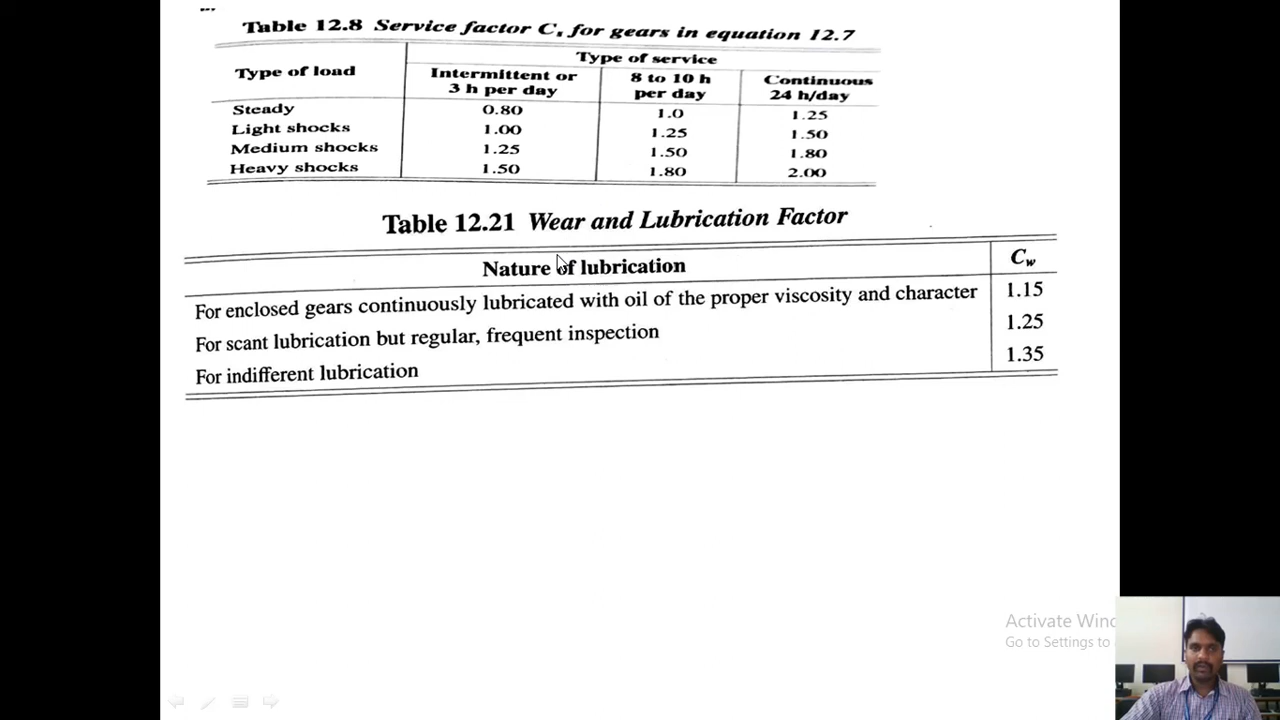 Table 12.8 Service factor Cs for gears in equation 12.7
Type of load
Type of service
Intermittent or 3 h per day
8 to 10 h per day
Continuous 24 h/day
Steady 0.80 1.0 1.25
Light shocks 1.00 1.25 1.50
Medium shocks 1.25 1.50 1.80
Heavy shocks 1.50 1.80 2.00
Table 12.21 Wear and Lubrication Factor
Nature of lubrication Cw
For enclosed gears continuously lubricated with oil of the proper viscosity and character 1.15
For scant lubrication but regular, frequent inspection 1.25
For indifferent lubrication 1.35
Activate Wind
Go to Settings to